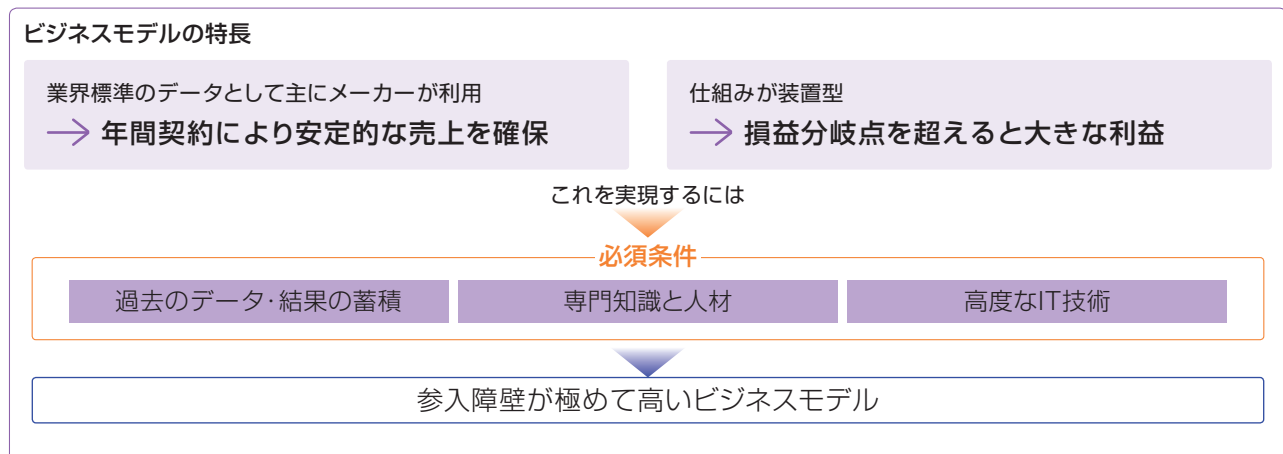 ビジネスモデルの特長
業界標準のデータとして主にメーカーが利用
年間契約により安定的な売上を確保
仕組みが装置型
損益分岐点を超えると大きな利益
これを実現するには
必須条件
過去のデータ・結果の蓄積
専門知識と人材
高度なIT技術
参入障壁が極めて高いビジネスモデル